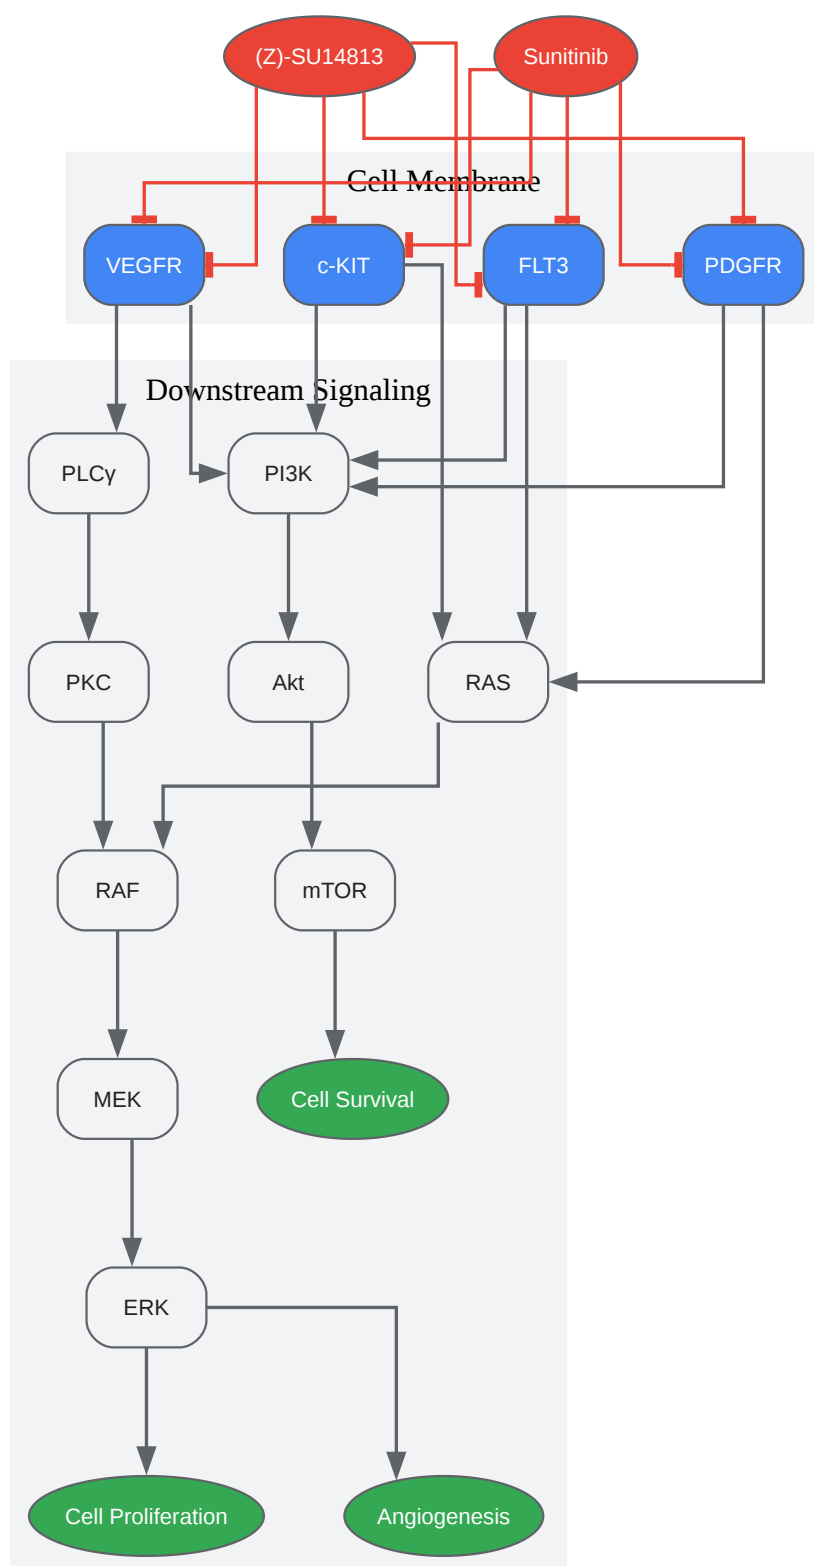 (Z)-SU14813
Sunitinib
Cell Membrane
VEGFR
c-KIT
FLT3
PDGFR
Downstream Signaling
PLCγ
PI3K
PKC
Akt
RAS
RAF
mTOR
MEK
Cell Survival
ERK
Cell Proliferation
Angiogenesis